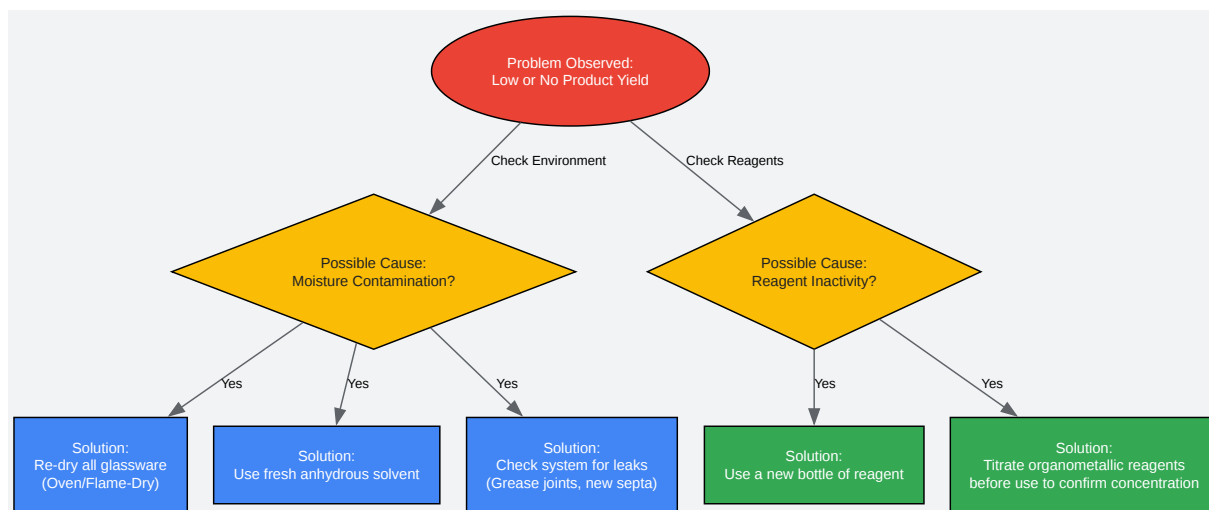 Problem Observed:
Low or No Product Yield
Check Environment
Check Reagents
Possible Cause:
Moisture Contamination?
Possible Cause:
Reagent Inactivity?
Yes
Yes
Yes
Yes
Yes
Solution:
Re-dry all glassware
(Oven/Flame-Dry)
Solution:
Use fresh anhydrous solvent
Solution:
Check system for leaks
(Grease joints, new septa)
Solution:
Use a new bottle of reagent
Solution:
Titrate organometallic reagents
before use to confirm concentration